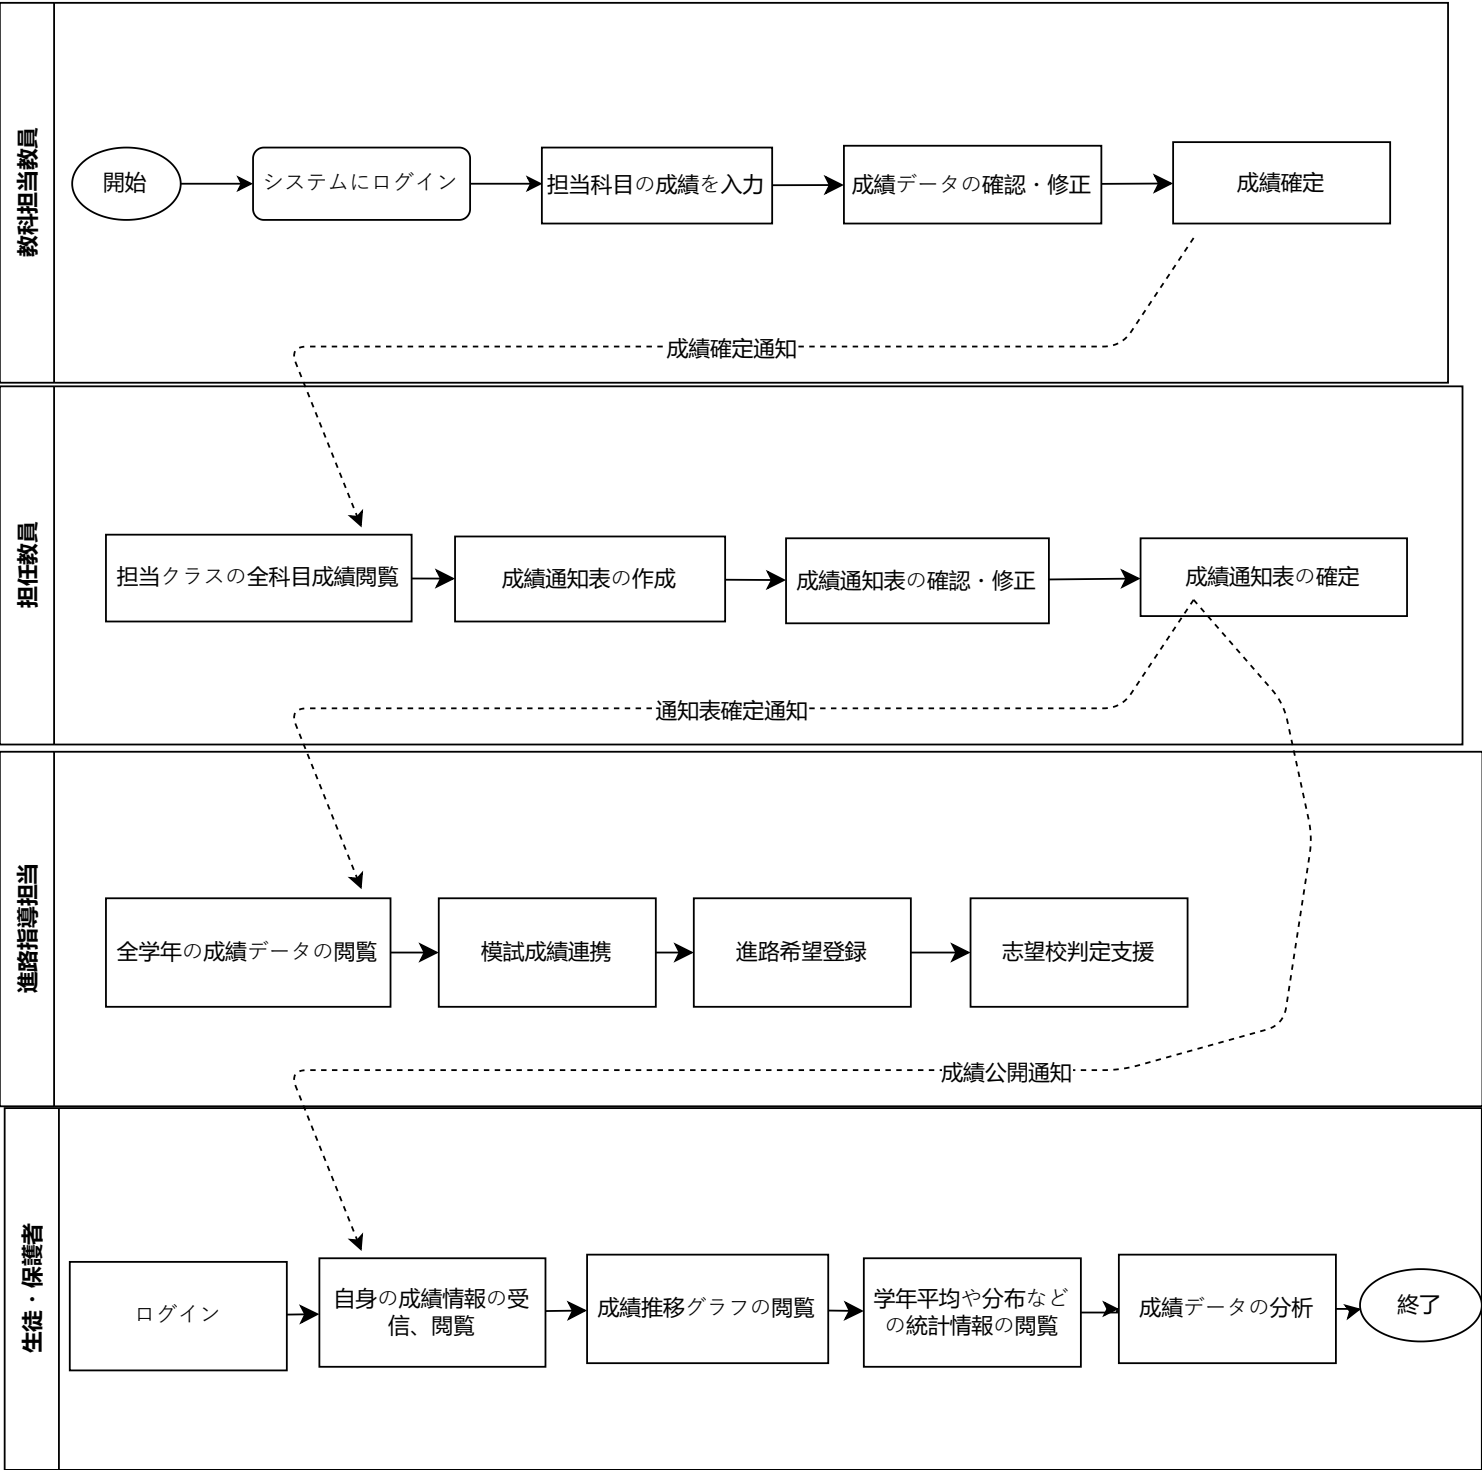 教科担当教員
開始
システムにログイン
担当科目の成績を入力
成績データの確認・修正
成績確定
成績確定通知
担任教員
担当クラスの全科目成績閲覧
成績通知表の作成
成績通知表の確認・修正
成績通知表の確定
通知表確定通知
進路指導担当
全学年の成績データの閲覧
模試成績連携
進路希望登録
志望校判定支援
成績公開通知
生徒・保護者
ログイン
自身の成績情報の受
信、閲覧
成績推移グラフの閲覧
学年平均や分布など
の統計情報の閲覧
成績データの分析
終了